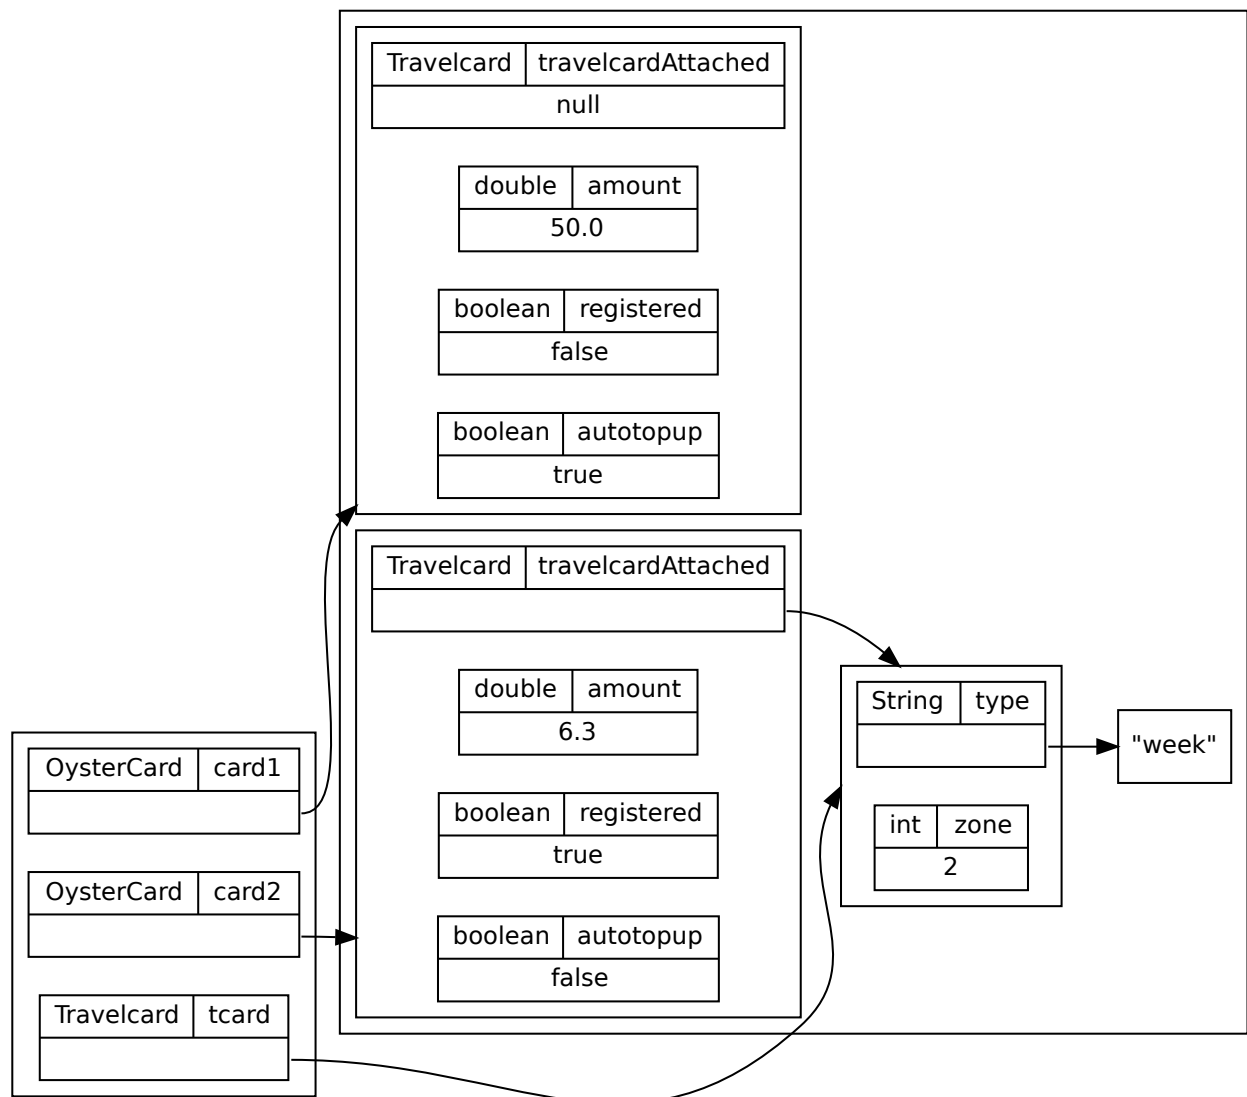 Travelcard travelcardAttached
null
double amount
50.0
boolean registered
false
boolean autotopup
true
Travelcard travelcardAttached
double amount
6.3
boolean registered
true
boolean autotopup
false
String type
"week"
int zone
2
OysterCard card1
OysterCard card2
Travelcard tcard